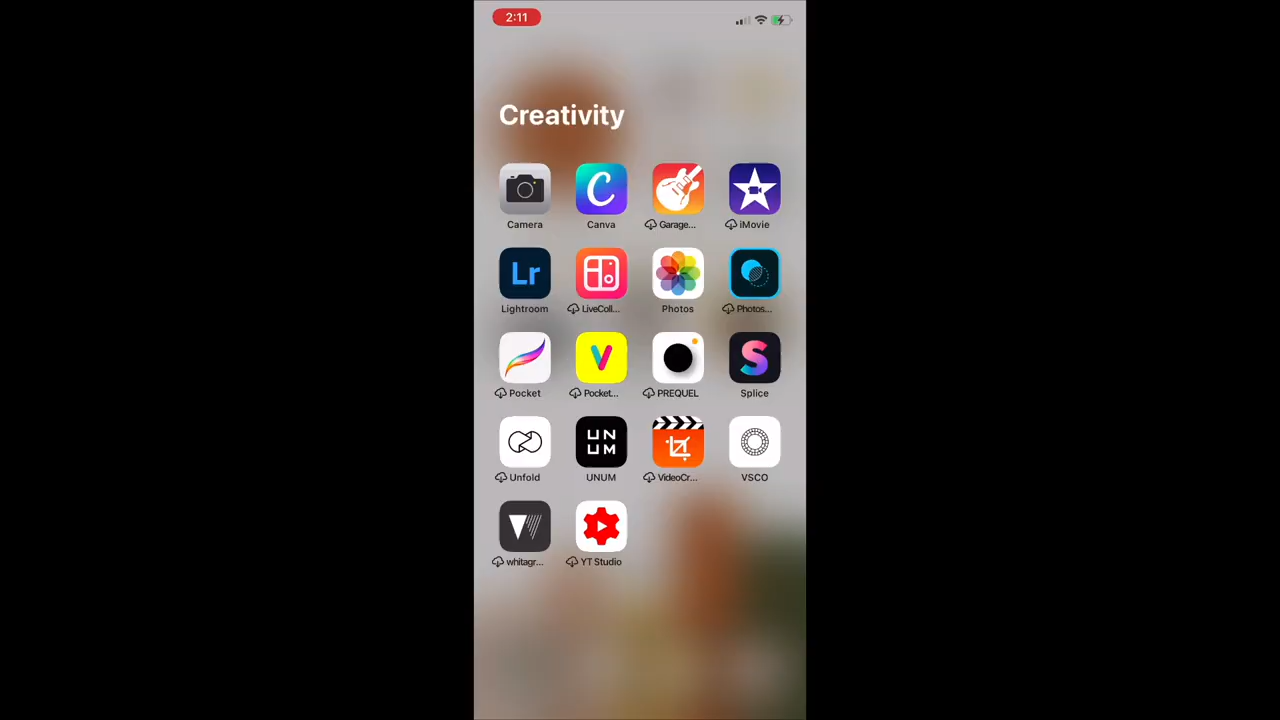 2:11
Creativity
Camera
Canva
Garage...
iMovie
Lr
Lightroom
LiveColl...
Photos
Photos...
Pocket
Pocket...
PREQUEL
Splice
Unfold
UN
UM
UNUM
VideoCr...
VSCO
whitagr...
YT Studio